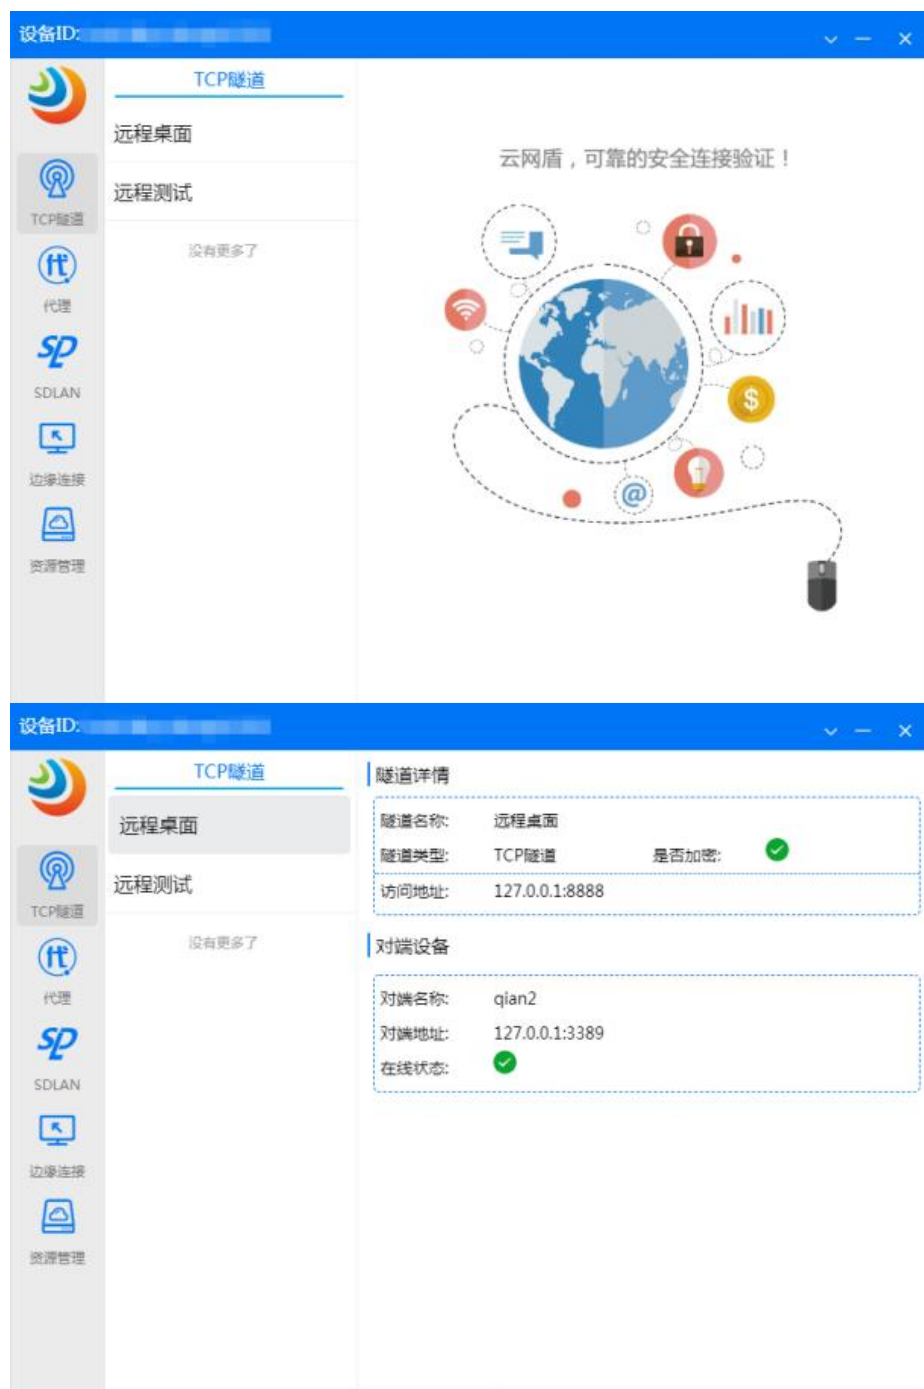 设备ID:
TCP隧道
远程桌面
远程测试
没有更多了
TCP隧道
代理
SDLAN
边缘连接
资源管理
云网盾，可靠的安全连接验证！
设备ID:
TCP隧道
远程桌面
远程测试
没有更多了
TCP隧道
代理
SDLAN
边缘连接
资源管理
隧道详情
隧道名称: 远程桌面
隧道类型: TCP隧道 是否加密:
访问地址: 127.0.0.1:8888
对端设备
对端名称: qian2
对端地址: 127.0.0.1:3389
在线状态: